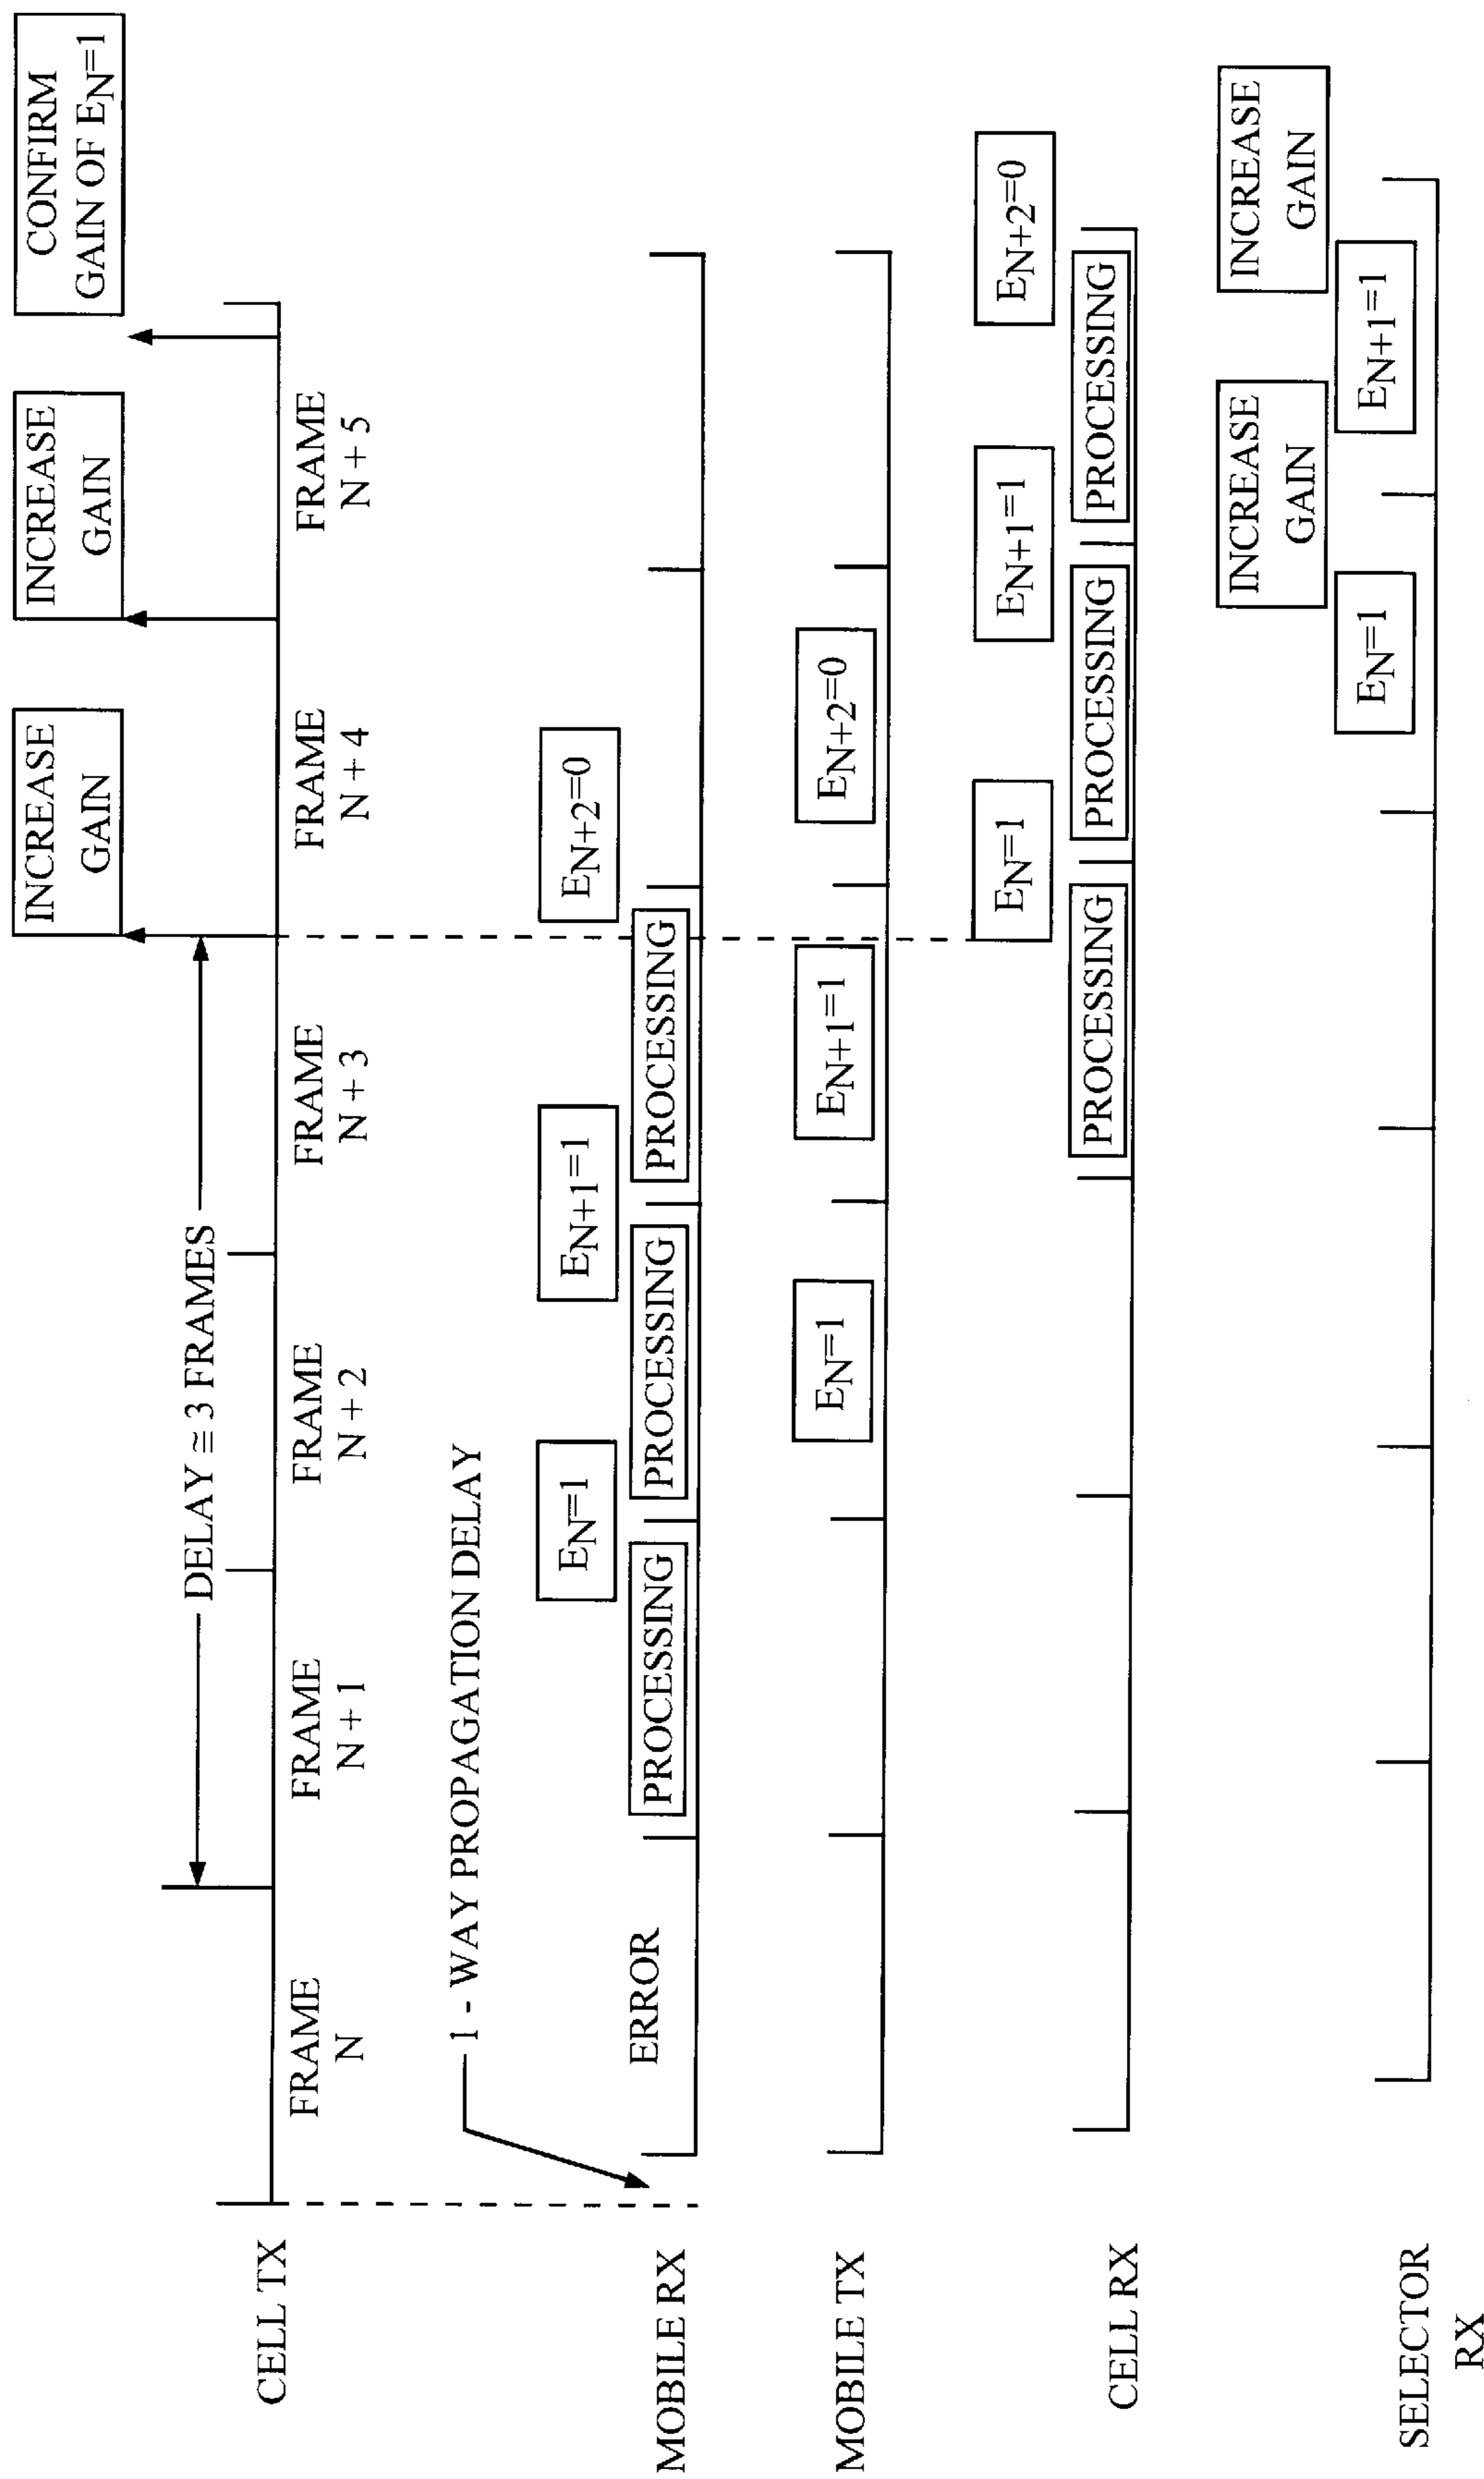 INCREASE
GAIN
INCREASE
GAIN
CONFIRM
GAIN OF EN=1
DELAY ≅ 3 FRAMES
CELL TX
FRAME
N
FRAME
N + 1
FRAME
N + 2
FRAME
N + 3
FRAME
N + 4
FRAME
N + 5
1 - WAY PROPAGATION DELAY
EN=1
EN+1=1
EN+2=0
MOBILE RX
ERROR
PROCESSING
PROCESSING
PROCESSING
MOBILE TX
EN=1
EN+1=1
EN+2=0
EN=1
EN+1=1
EN+2=0
CELL RX
PROCESSING
PROCESSING
PROCESSING
INCREASE
GAIN
INCREASE
GAIN
EN=1
EN+1=1
SELECTOR
RX